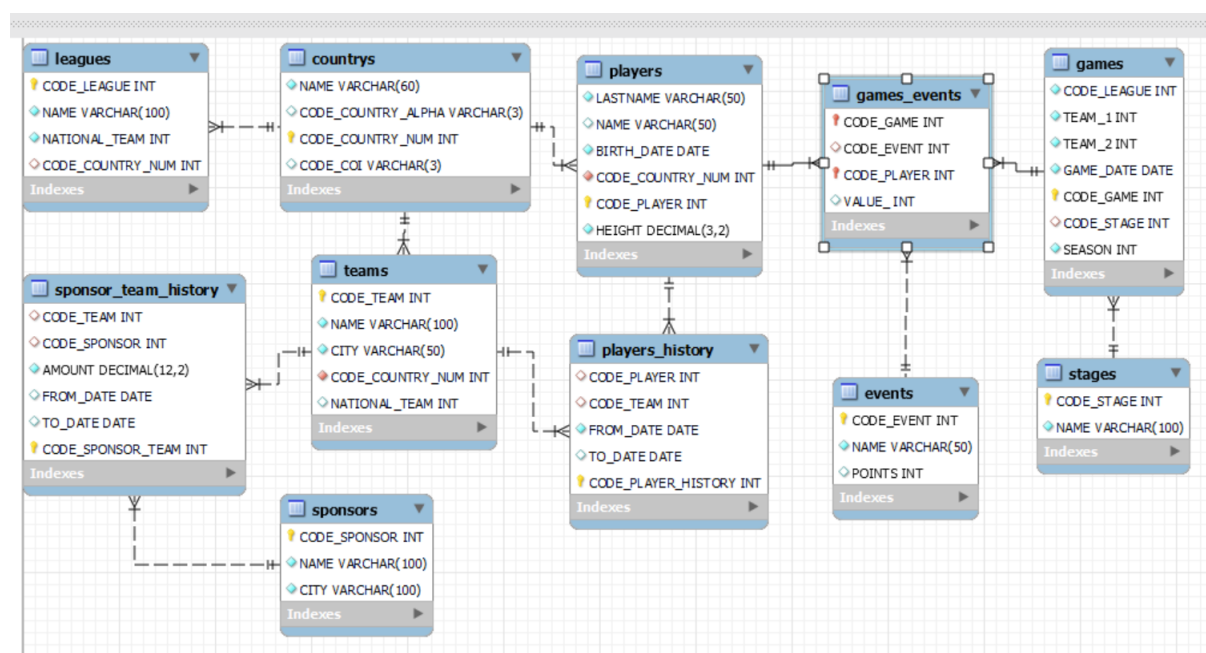 leagues
CODE_LEAGUE INT
NAME VARCHAR(100)
NATIONAL_TEAM INT
CODE_COUNTRY_NUM INT
Indexes
countrys
NAME VARCHAR(60)
CODE_COUNTRY_ALPHA VARCHAR(3)
CODE_COUNTRY_NUM INT
CODE_COI VARCHAR(3)
Indexes
players
LASTNAME VARCHAR(50)
NAME VARCHAR(50)
BIRTH_DATE DATE
CODE_COUNTRY_NUM INT
CODE_PLAYER INT
HEIGHT DECIMAL(3,2)
Indexes
games_events
CODE_GAME INT
CODE_EVENT INT
CODE_PLAYER INT
VALUE_ INT
Indexes
games
CODE_LEAGUE INT
TEAM_1 INT
TEAM_2 INT
GAME_DATE DATE
CODE_GAME INT
CODE_STAGE INT
SEASON INT
Indexes
sponsor_team_history
CODE_TEAM INT
CODE_SPONSOR INT
AMOUNT DECIMAL(12,2)
FROM_DATE DATE
TO_DATE DATE
CODE_SPONSOR_TEAM INT
Indexes
teams
CODE_TEAM INT
NAME VARCHAR(100)
CITY VARCHAR(50)
CODE_COUNTRY_NUM INT
NATIONAL_TEAM INT
Indexes
players_history
CODE_PLAYER INT
CODE_TEAM INT
FROM_DATE DATE
TO_DATE DATE
CODE_PLAYER_HISTORY INT
Indexes
events
CODE_EVENT INT
NAME VARCHAR(50)
POINTS INT
Indexes
stages
CODE_STAGE INT
NAME VARCHAR(100)
Indexes
sponsors
CODE_SPONSOR INT
NAME VARCHAR(100)
CITY VARCHAR(100)
Indexes